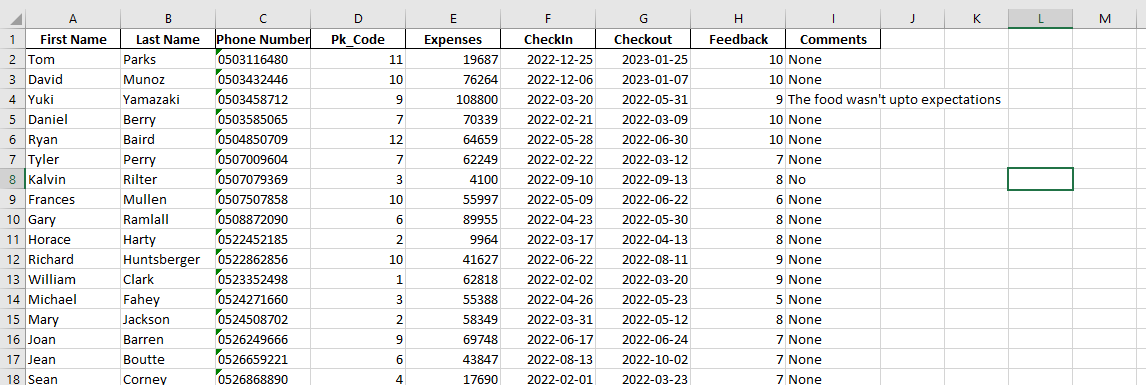 A B C D E F G H I J K L M
1 First Name Last Name Phone Number Pk_Code Expenses CheckIn Checkout Feedback Comments
2 Tom Parks 0503116480 11 19687 2022-12-25 2023-01-25 10 None
3 David Munoz 0503432446 10 76264 2022-12-06 2023-01-07 10 None
4 Yuki Yamazaki 0503458712 9 108800 2022-03-20 2022-05-31 9 The food wasn't upto expectations
5 Daniel Berry 0503585065 7 70339 2022-02-21 2022-03-09 10 None
6 Ryan Baird 0504850709 12 64659 2022-05-28 2022-06-30 10 None
7 Tyler Perry 0507009604 7 62249 2022-02-22 2022-03-12 7 None
8 Kalvin Rilter 0507079369 3 4100 2022-09-10 2022-09-13 8 No
9 Frances Mullen 0507507858 10 55997 2022-05-09 2022-06-22 6 None
10 Gary Ramlall 0508872090 6 89955 2022-04-23 2022-05-30 8 None
11 Horace Harty 0522452185 2 9964 2022-03-17 2022-04-13 8 None
12 Richard Huntsberger 0522862856 10 41627 2022-06-22 2022-08-11 9 None
13 William Clark 0523352498 1 62818 2022-02-02 2022-03-20 9 None
14 Michael Fahey 0524271660 3 55388 2022-04-26 2022-05-23 5 None
15 Mary Jackson 0524508702 2 58349 2022-03-31 2022-05-12 8 None
16 Joan Barren 0526249666 9 69748 2022-06-17 2022-06-24 7 None
17 Jean Boutte 0526659221 6 43847 2022-08-13 2022-10-02 7 None
18 Sean Corney 0526868890 4 17690 2022-02-01 2022-03-23 7 None